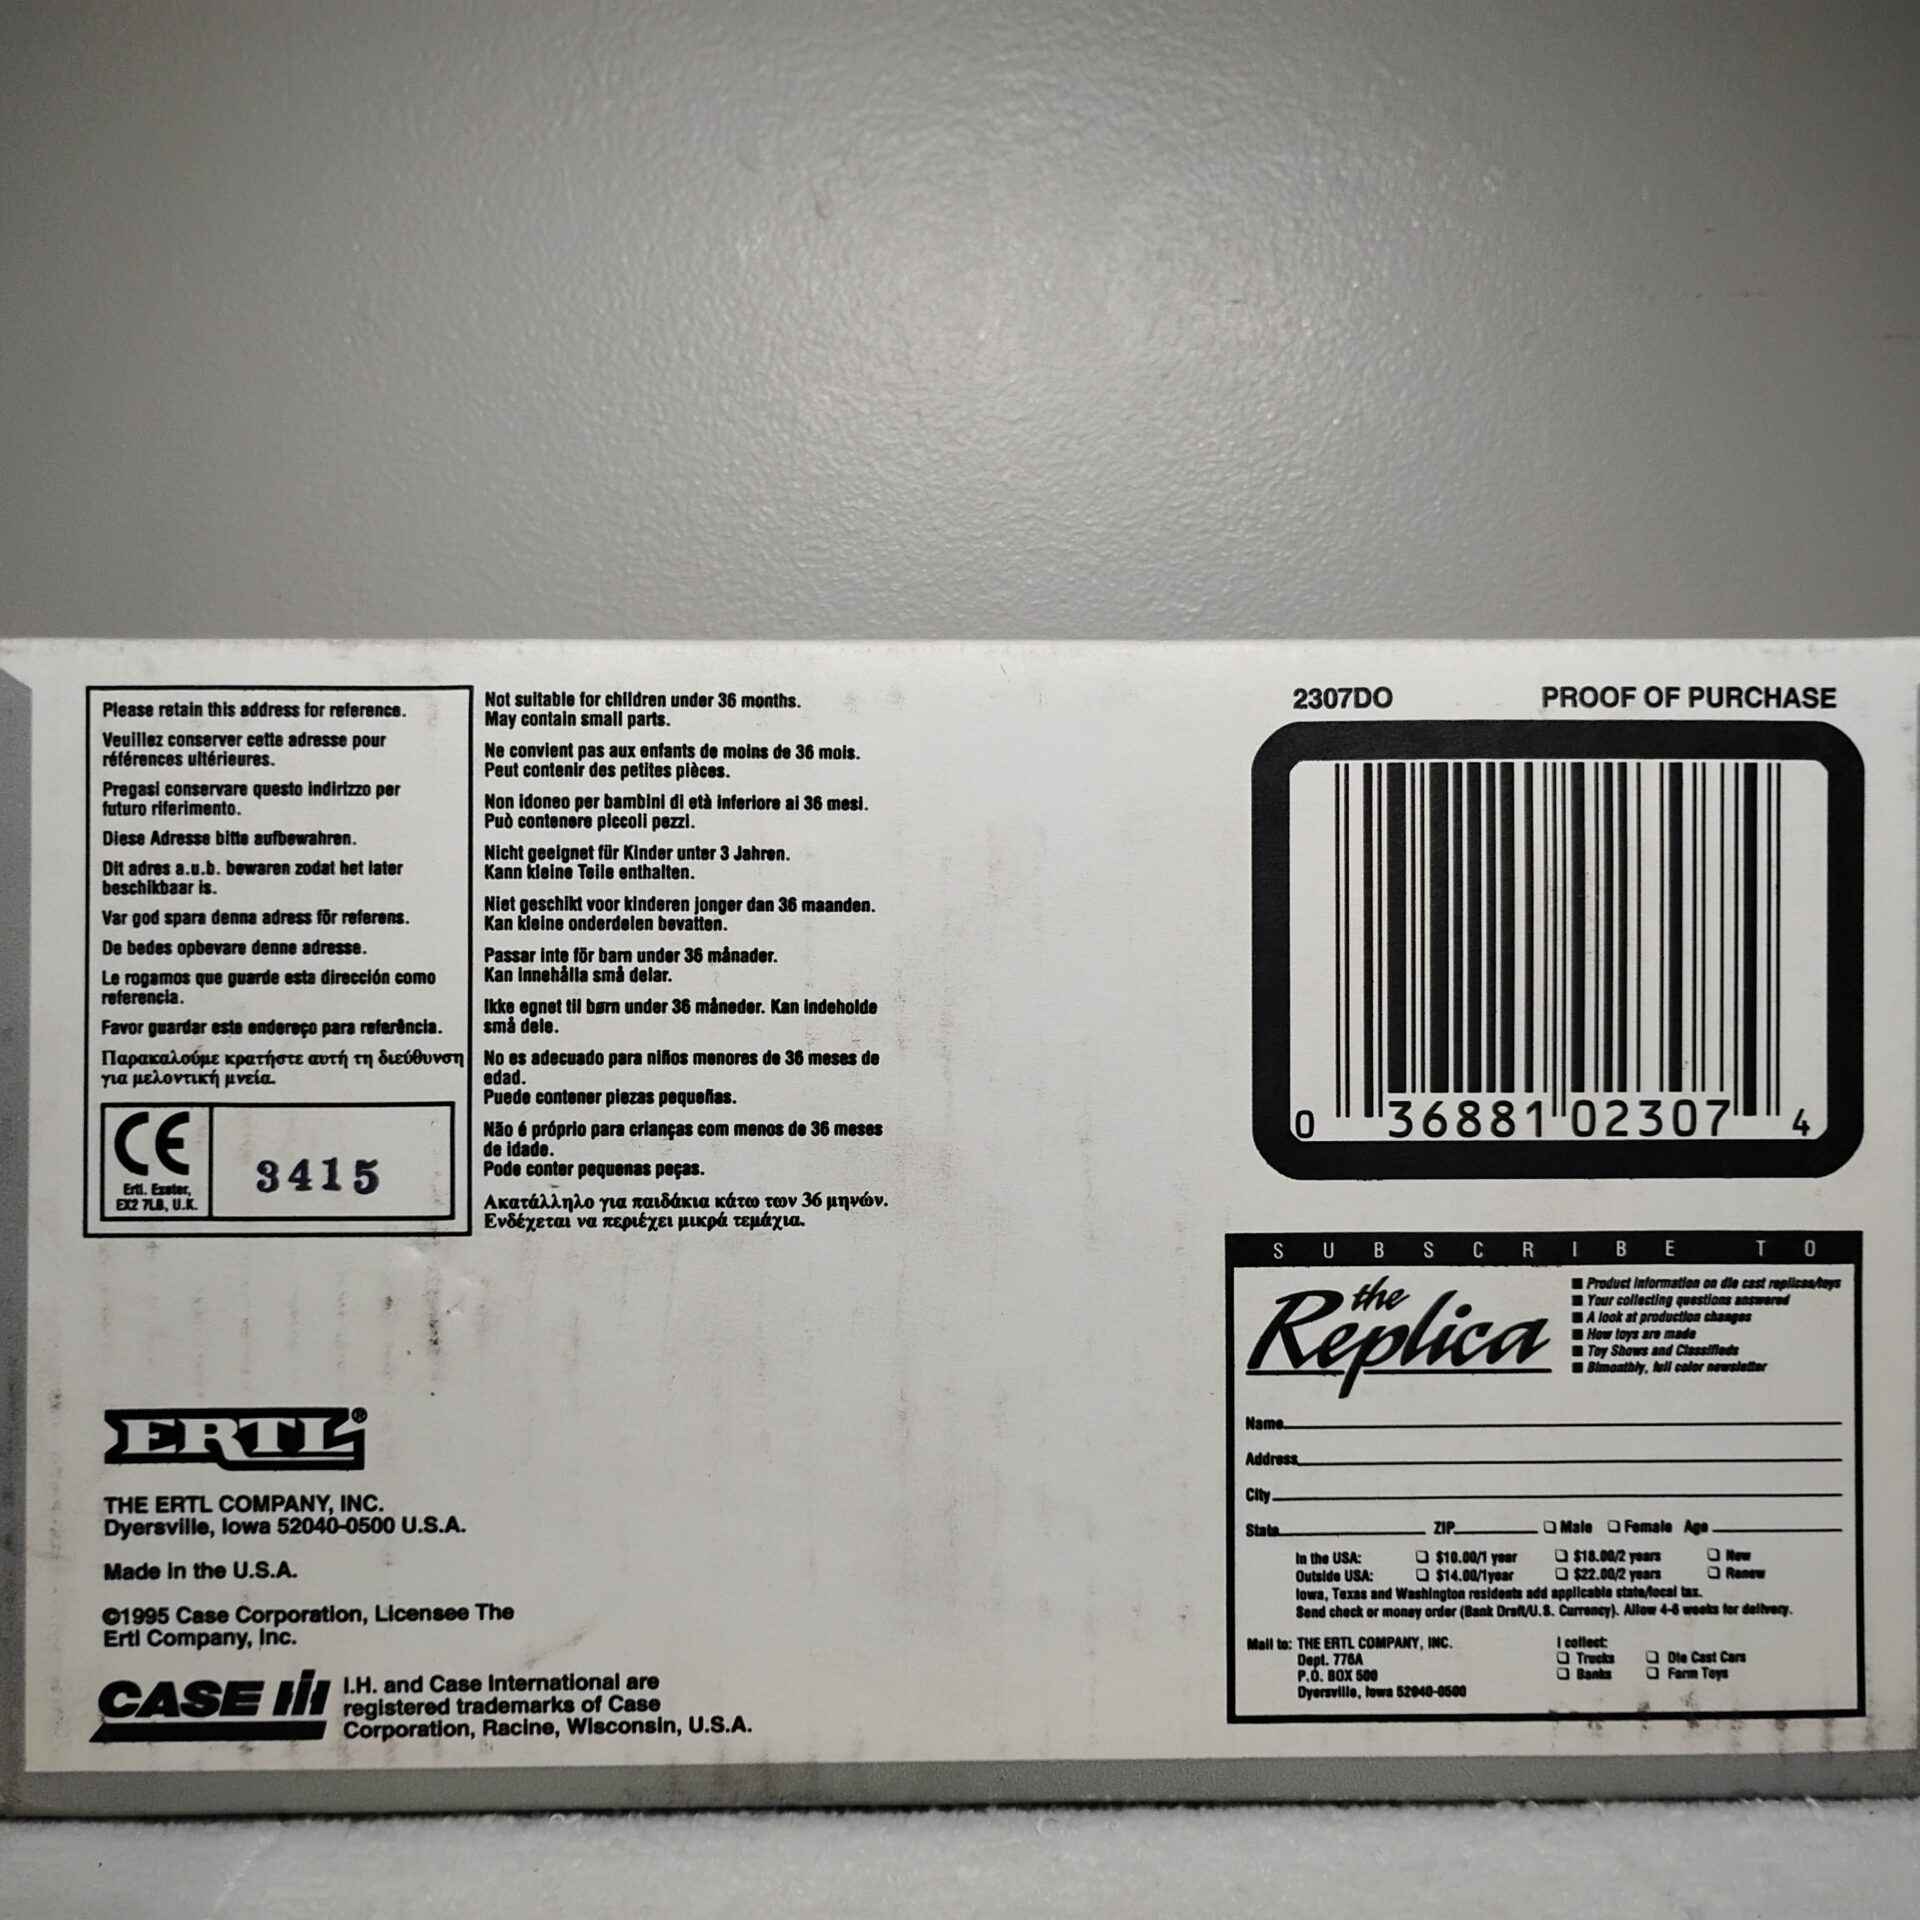 Please retain this address for reference.
Veuillez conserver cette adresse pour
références ultérieures.
Pregasi conservare questo indirizzo per
futuro riferimento.
Diese Adresse bitte aufbewahren.
Dit adres a.u.b. bewaren zodat het later
beschikbaar is.
Var god spara denna adress för referens.
De bedes opbevare denne adresse.
Le rogamos que guarde esta dirección como
referencia.
Favor guardar este endereço para referência.
Παρακαλούμε κρατήστε αυτή τη διεύθυνση
για μελοντική μνεία.
CE
Ertl. Exeter,
EX2 7LB, U.K.
3415
Not suitable for children under 36 months.
May contain small parts.
Ne convient pas aux enfants de moins de 36 mois.
Peut contenir des petites pièces.
Non idoneo per bambini di età inferiore ai 36 mesi.
Può contenere piccoli pezzi.
Nicht geeignet für Kinder unter 3 Jahren.
Kann kleine Teile enthalten.
Niet geschikt voor kinderen jonger dan 36 maanden.
Kan kleine onderdelen bevatten.
Passar inte för barn under 36 månader.
Kan innehålla små delar.
Ikke egnet til børn under 36 måneder. Kan indeholde
små dele.
No es adecuado para niños menores de 36 meses de
edad.
Puede contener piezas pequeñas.
Não é próprio para crianças com menos de 36 meses
de idade.
Pode conter pequenas peças.
Ακατάλληλο για παιδάκια κάτω των 36 μηνών.
Ενδέχεται να περιέχει μικρά τεμάχια.
ERTL®
THE ERTL COMPANY, INC.
Dyersville, Iowa 52040-0500 U.S.A.
Made in the U.S.A.
©1995 Case Corporation, Licensee The
Ertl Company, Inc.
CASE IH
I.H. and Case International are
registered trademarks of Case
Corporation, Racine, Wisconsin, U.S.A.
2307DO PROOF OF PURCHASE
0 36881 02307 4
SUBSCRIBE TO
the Replica
Product information on die cast replicas/toys
Your collecting questions answered
A look at production changes
How toys are made
Toy Shows and Classifieds
Bimonthly, full color newsletter
Name
Address
City
State ZIP Male Female Age
In the USA: $10.00/1 year $18.00/2 years New
Outside USA: $14.00/1year $22.00/2 years Renew
Iowa, Texas and Washington residents add applicable state/local tax.
Send check or money order (Bank Draft/U.S. Currency). Allow 4-6 weeks for delivery.
Mail to: THE ERTL COMPANY, INC.
Dept. 776A
P.O. BOX 500
Dyersville, Iowa 52040-0500
I collect:
Trucks Die Cast Cars
Banks Farm Toys